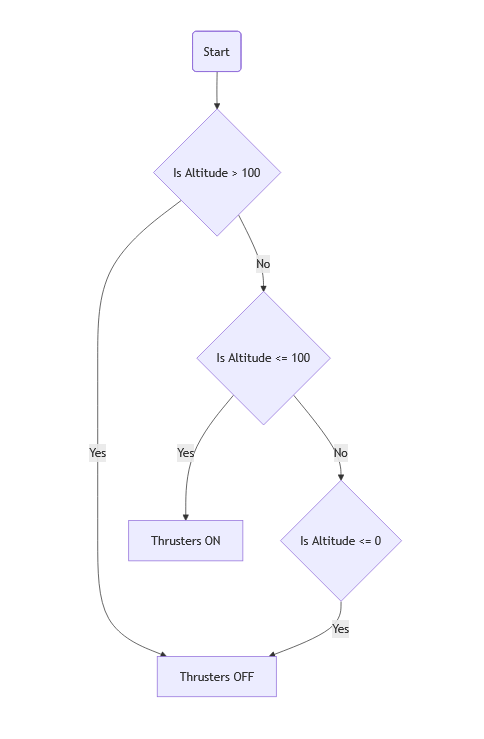 Start
Is Altitude > 100
No
Is Altitude <= 100
Yes
Yes
No
Thrusters ON
Is Altitude <= 0
Yes
Thrusters OFF